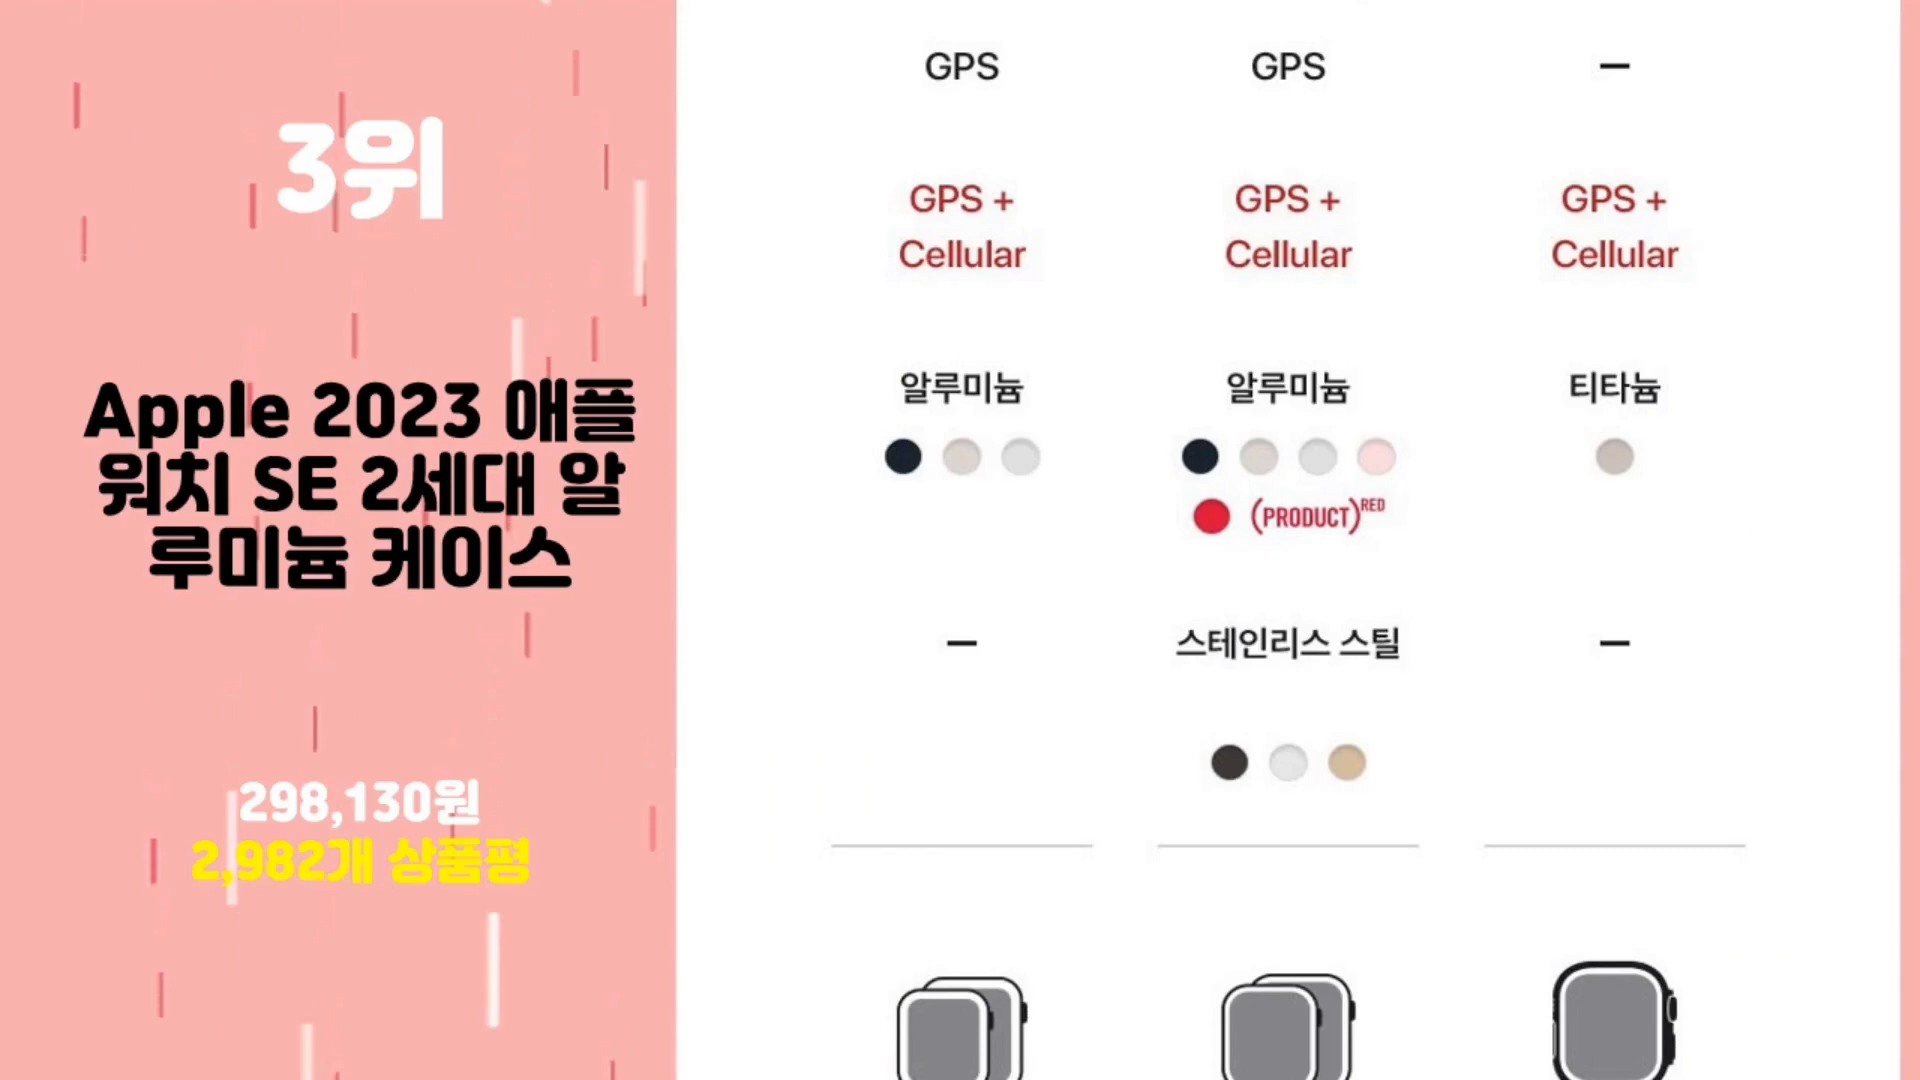 3위
Apple 2023 애플
워치 SE 2세대 알
루미늄 케이스
298,130원
2,982개 상품평
GPS GPS –
GPS + GPS + GPS +
Cellular Cellular Cellular
알루미늄 알루미늄 티타늄
(PRODUCT)RED
– 스테인리스 스틸 –